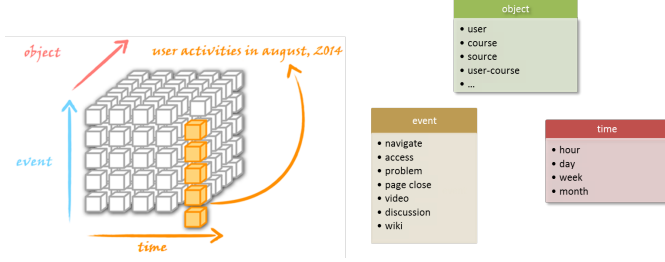 object
user activities in august, 2014
event
time
object
• user
• course
• source
• user-course
• ...
event
• navigate
• access
• problem
• page close
• video
• discussion
• wiki
time
• hour
• day
• week
• month